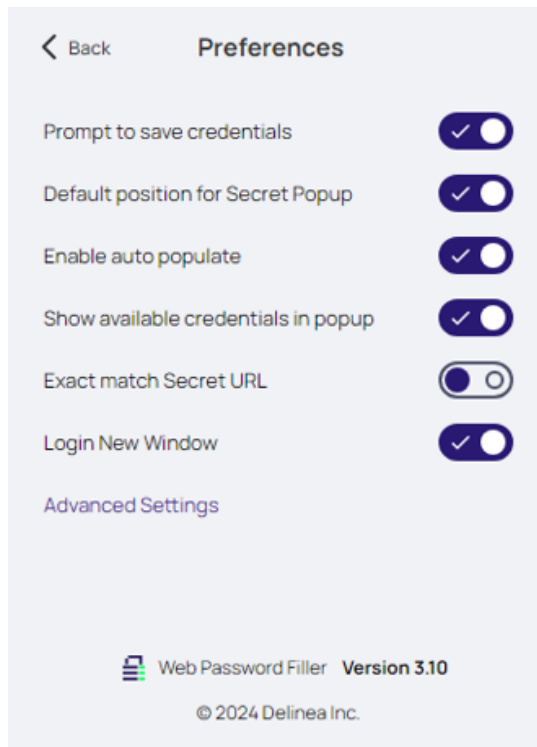 Back Preferences
Prompt to save credentials
Default position for Secret Popup
Enable auto populate
Show available credentials in popup
Exact match Secret URL
Login New Window
Advanced Settings
Web Password Filler Version 3.10
© 2024 Delinea Inc.